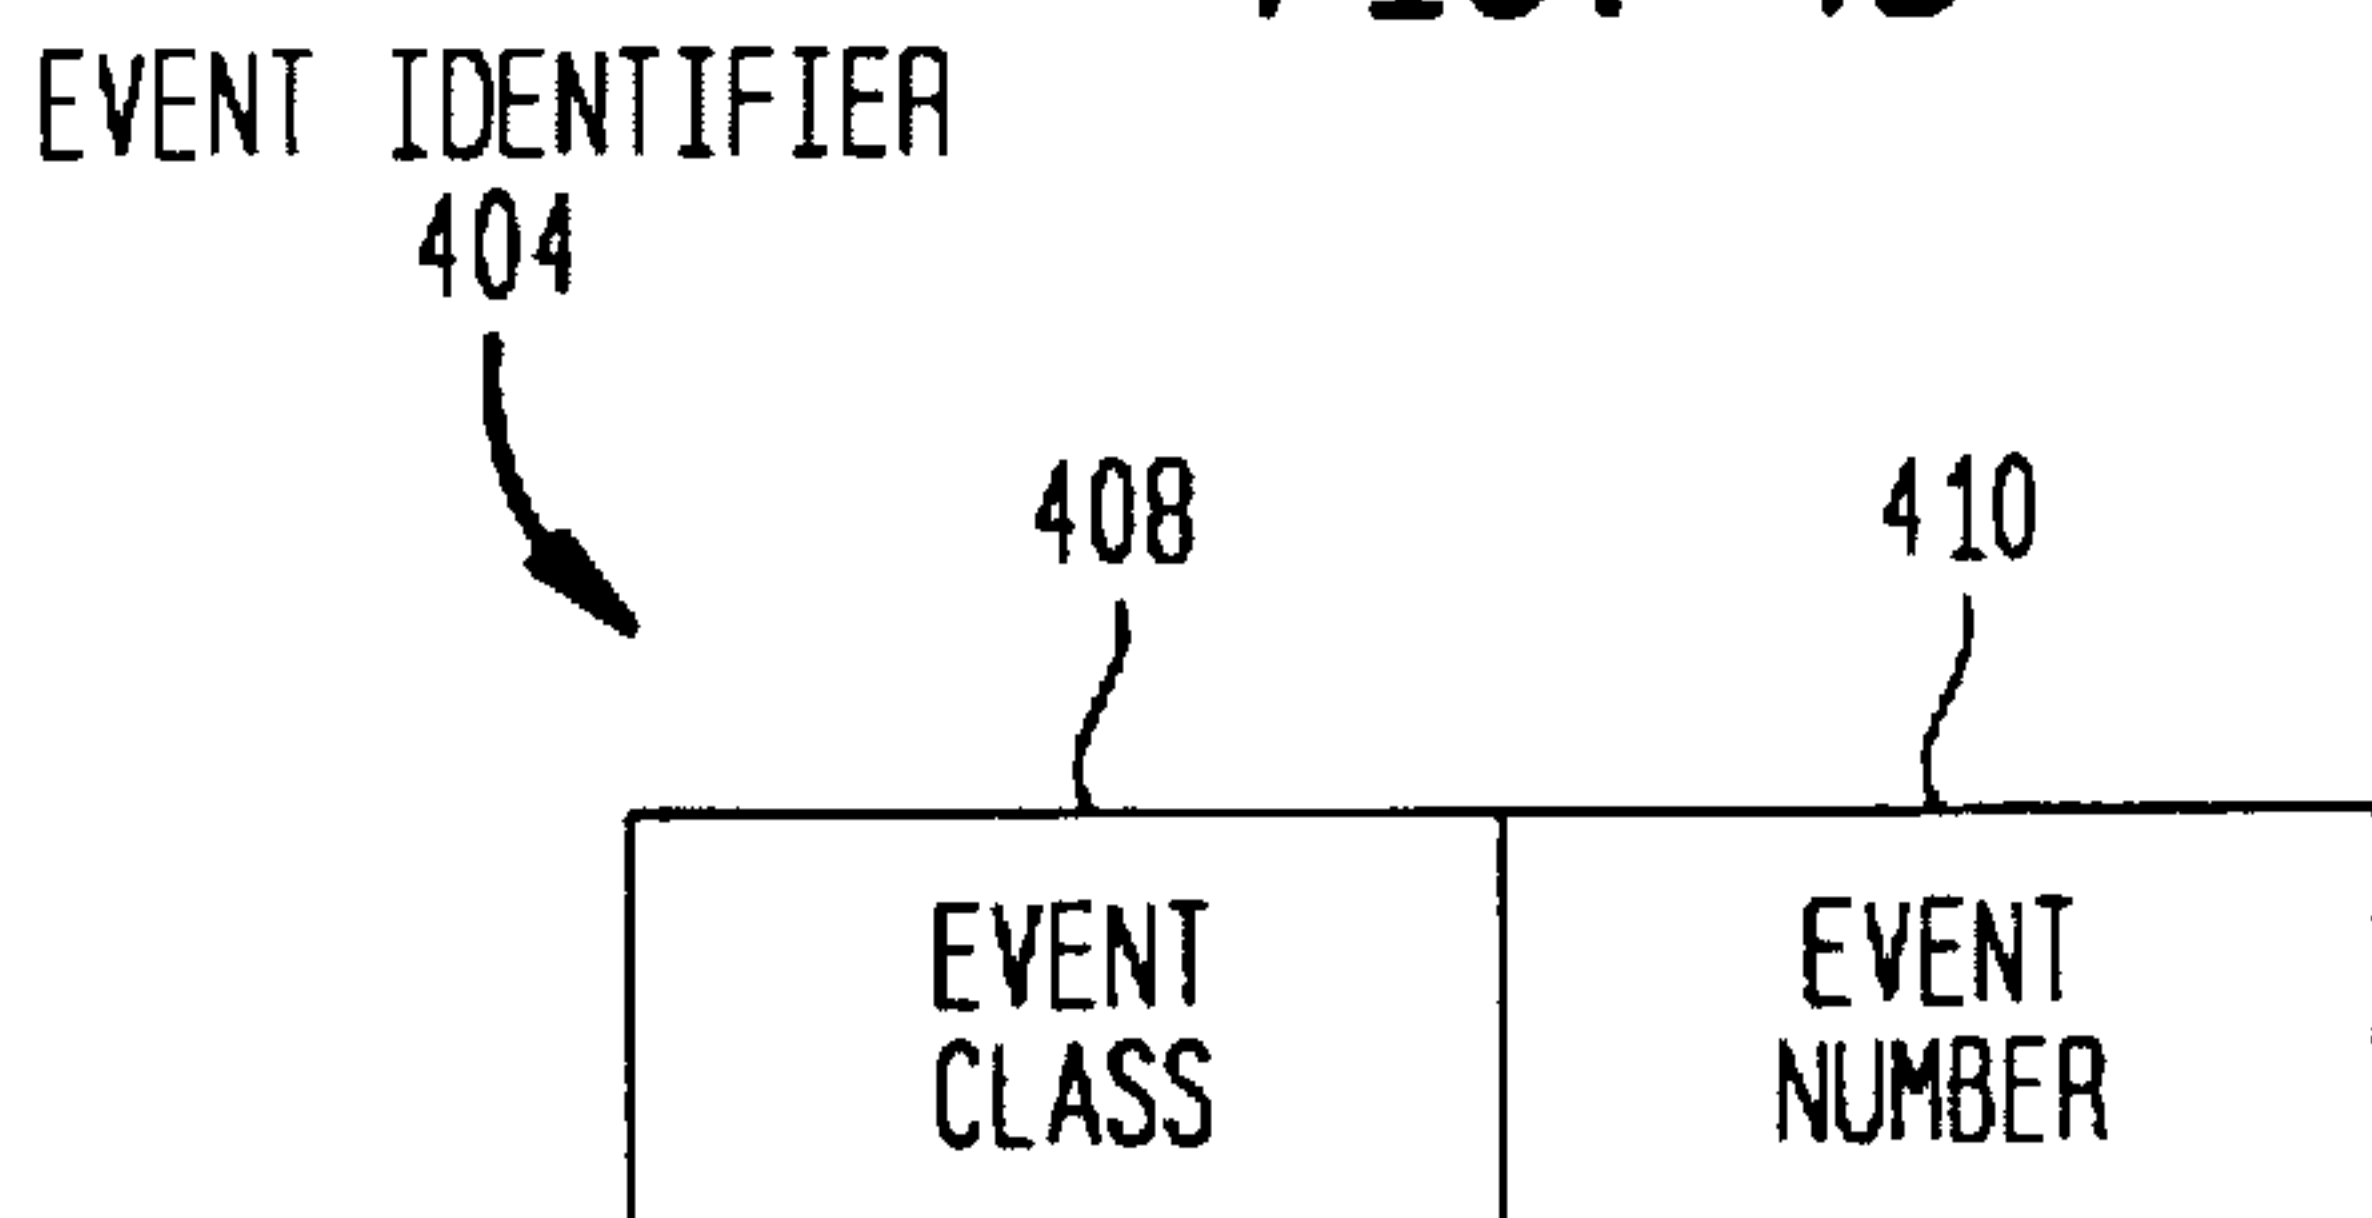 EVENT IDENTIFIER
404
408 410
EVENT EVENT
CLASS NUMBER